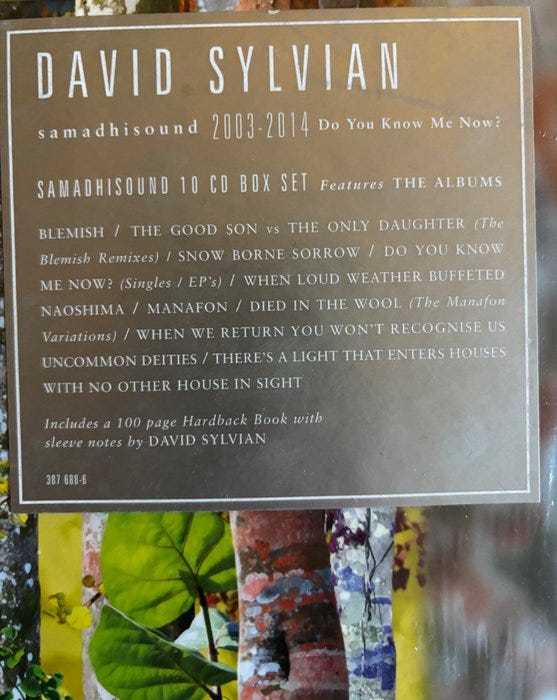 DAVID SYLVIAN
samadhisound 2003-2014 Do You Know Me Now?
SAMADHISOUND 10 CD BOX SET Features THE ALBUMS
BLEMISH / THE GOOD SON vs THE ONLY DAUGHTER (The
Blemish Remixes) / SNOW BORNE SORROW / DO YOU KNOW
ME NOW? (Singles / EP's) / WHEN LOUD WEATHER BUFFETED
NAOSHIMA / MANAFON / DIED IN THE WOOL (The Manafon
Variations) / WHEN WE RETURN YOU WON'T RECOGNISE US
UNCOMMON DEITIES / THERE'S A LIGHT THAT ENTERS HOUSES
WITH NO OTHER HOUSE IN SIGHT
Includes a 100 page Hardback Book with
sleeve notes by DAVID SYLVIAN
387 688-6